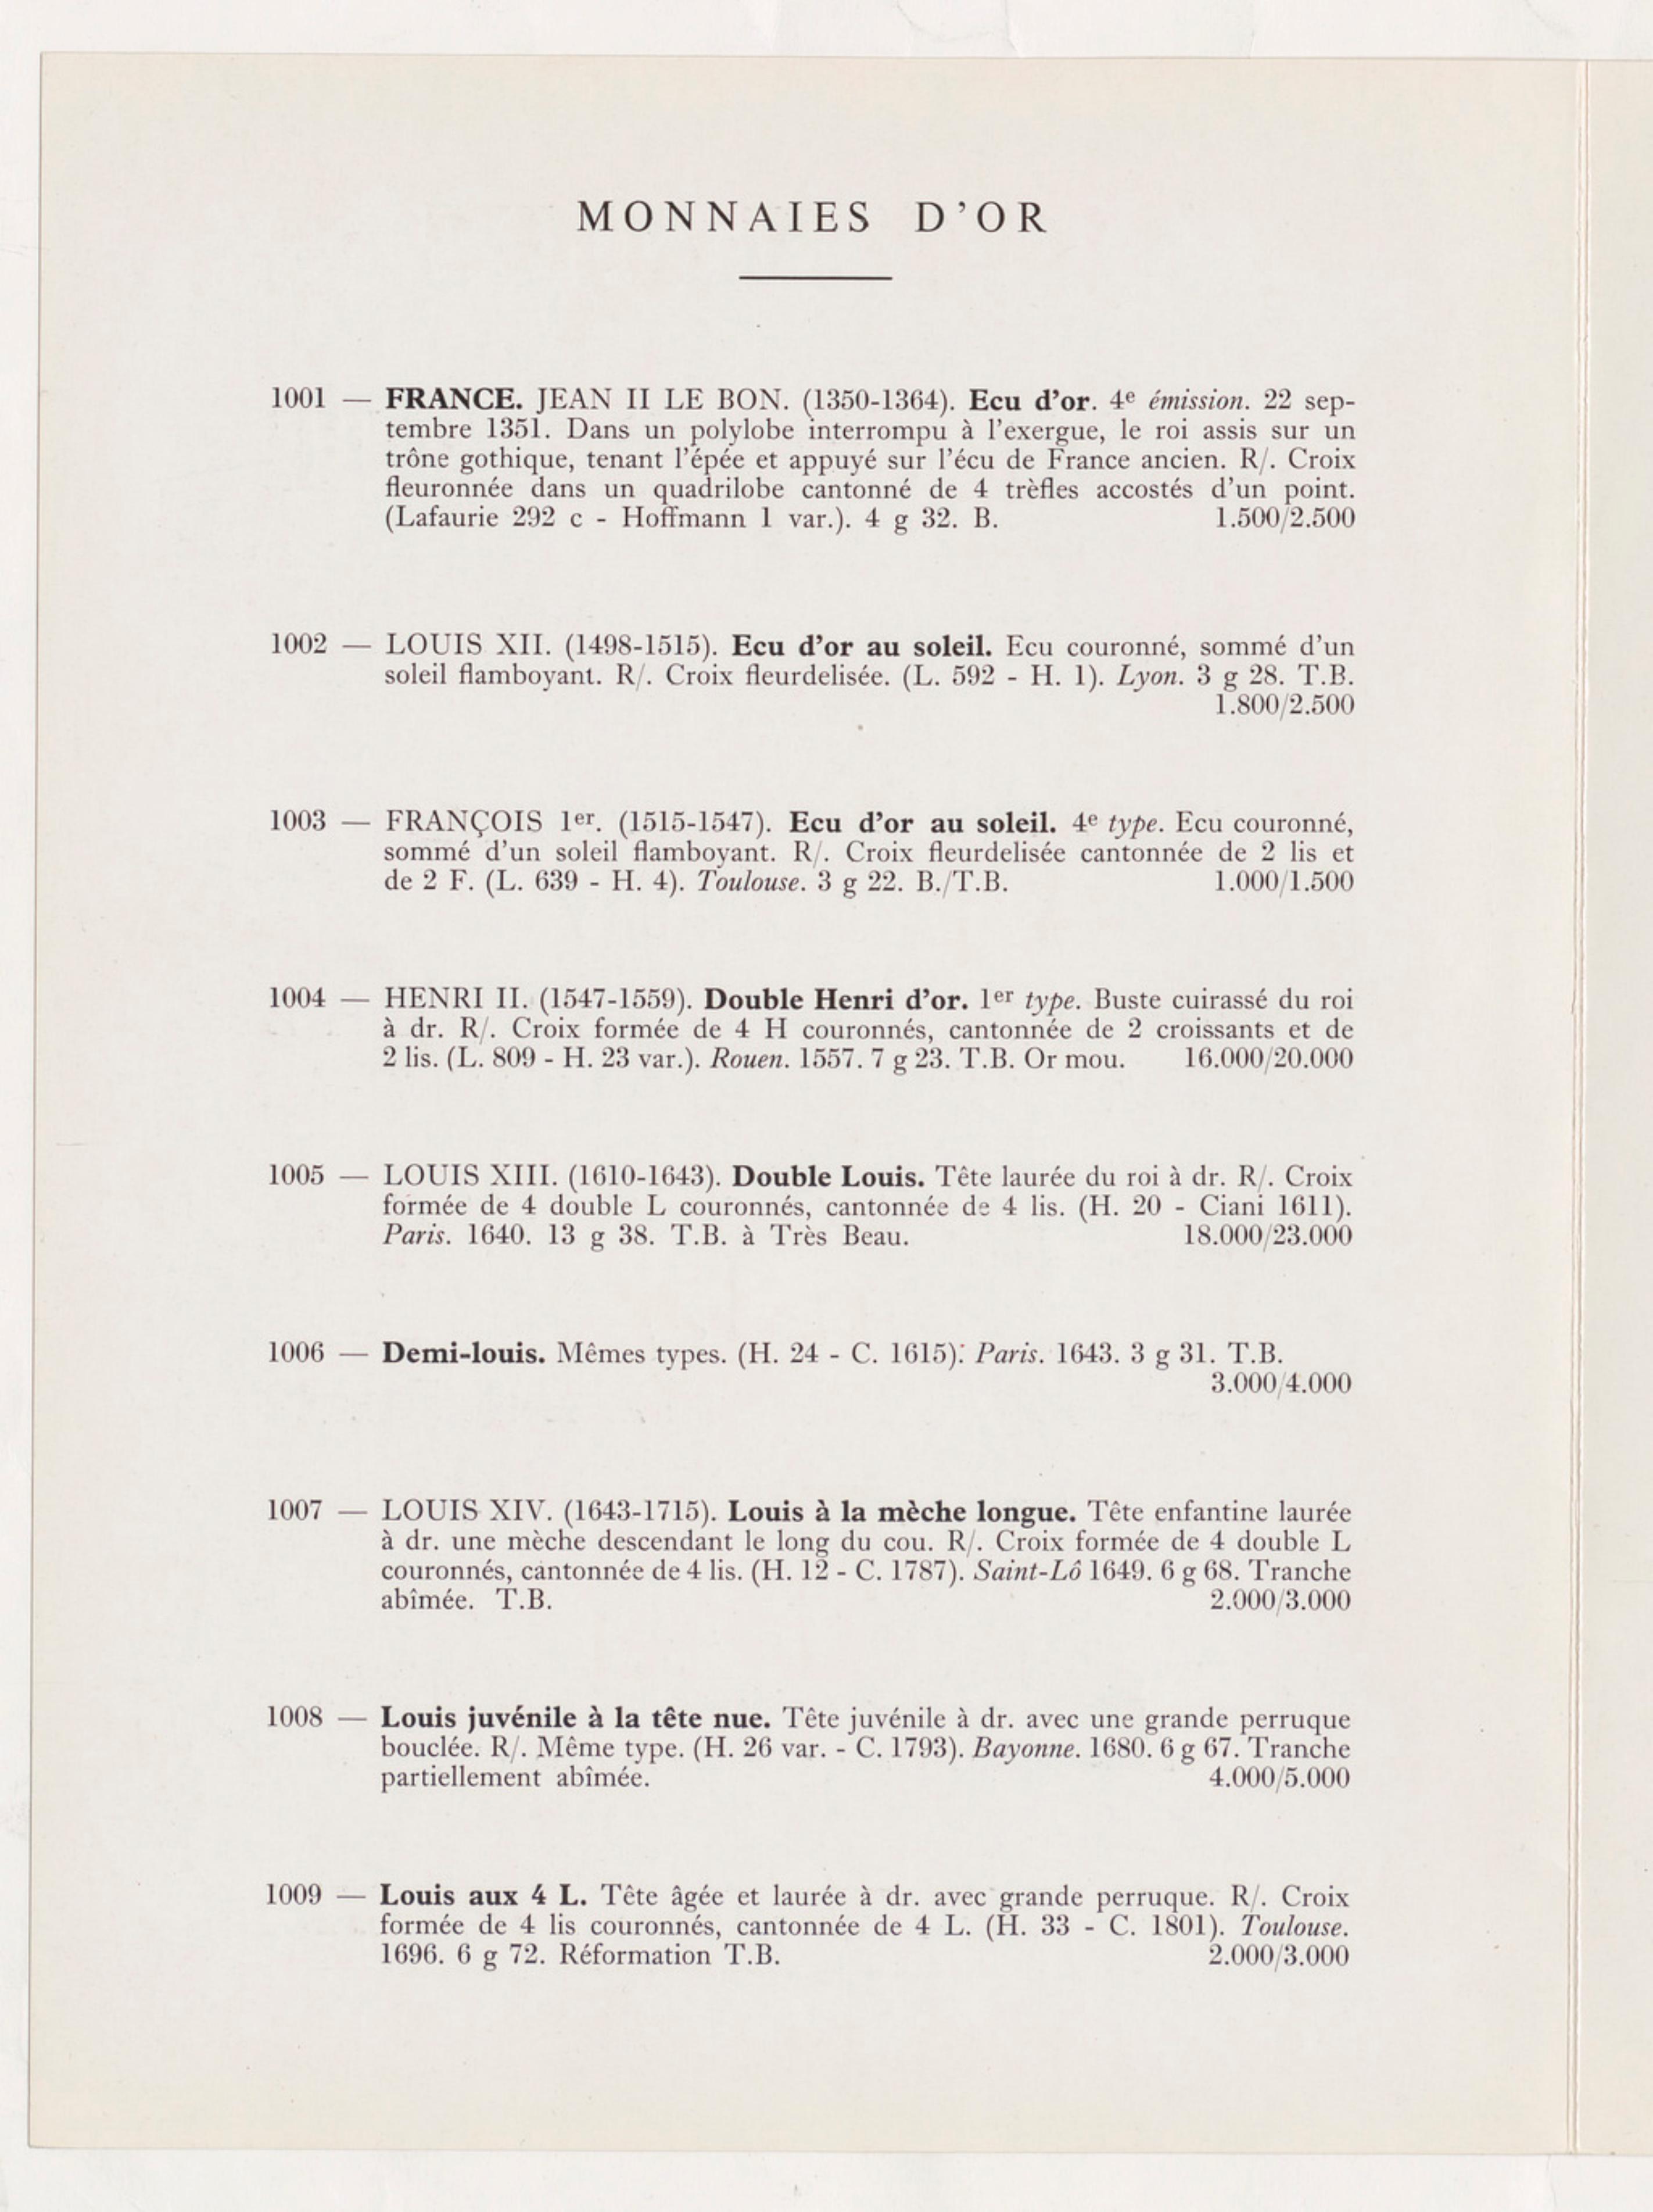 MONNAIES D'OR
1001 — FRANCE. JEAN II LE BON. (1350-1364). Ecu d'or. 4e émission. 22 sep-
tembre 1351. Dans un polylobe interrompu à l'exergue, le roi assis sur un
trône gothique, tenant l'épée et appuyé sur l'écu de France ancien. R/. Croix
fleuronnée dans un quadrilobe cantonné de 4 trèfles accostés d'un point.
(Lafaurie 292 c - Hoffmann 1 var.). 4 g 32. B. 1.500/2.500
1002 — LOUIS XII. (1498-1515). Ecu d'or au soleil. Ecu couronné, sommé d'un
soleil flamboyant. R/. Croix fleurdelisée. (L. 592 - H. 1). Lyon. 3 g 28. T.B.
1.800/2.500
1003 — FRANÇOIS 1er. (1515-1547). Ecu d'or au soleil. 4e type. Ecu couronné,
sommé d'un soleil flamboyant. R/. Croix fleurdelisée cantonnée de 2 lis et
de 2 F. (L. 639 - H. 4). Toulouse. 3 g 22. B./T.B. 1.000/1.500
1004 — HENRI II. (1547-1559). Double Henri d'or. 1er type. Buste cuirassé du roi
à dr. R/. Croix formée de 4 H couronnés, cantonnée de 2 croissants et de
2 lis. (L. 809 - H. 23 var.). Rouen. 1557. 7 g 23. T.B. Or mou. 16.000/20.000
1005 — LOUIS XIII. (1610-1643). Double Louis. Tête laurée du roi à dr. R/. Croix
formée de 4 double L couronnés, cantonnée de 4 lis. (H. 20 - Ciani 1611).
Paris. 1640. 13 g 38. T.B. à Très Beau. 18.000/23.000
1006 — Demi-louis. Mêmes types. (H. 24 - C. 1615). Paris. 1643. 3 g 31. T.B.
3.000/4.000
1007 — LOUIS XIV. (1643-1715). Louis à la mèche longue. Tête enfantine laurée
à dr. une mèche descendant le long du cou. R/. Croix formée de 4 double L
couronnés, cantonnée de 4 lis. (H. 12 - C. 1787). Saint-Lô 1649. 6 g 68. Tranche
abîmée. T.B. 2.000/3.000
1008 — Louis juvénile à la tête nue. Tête juvénile à dr. avec une grande perruque
bouclée. R/. Même type. (H. 26 var. - C. 1793). Bayonne. 1680. 6 g 67. Tranche
partiellement abîmée. 4.000/5.000
1009 — Louis aux 4 L. Tête âgée et laurée à dr. avec grande perruque. R/. Croix
formée de 4 lis couronnés, cantonnée de 4 L. (H. 33 - C. 1801). Toulouse.
1696. 6 g 72. Réformation T.B. 2.000/3.000